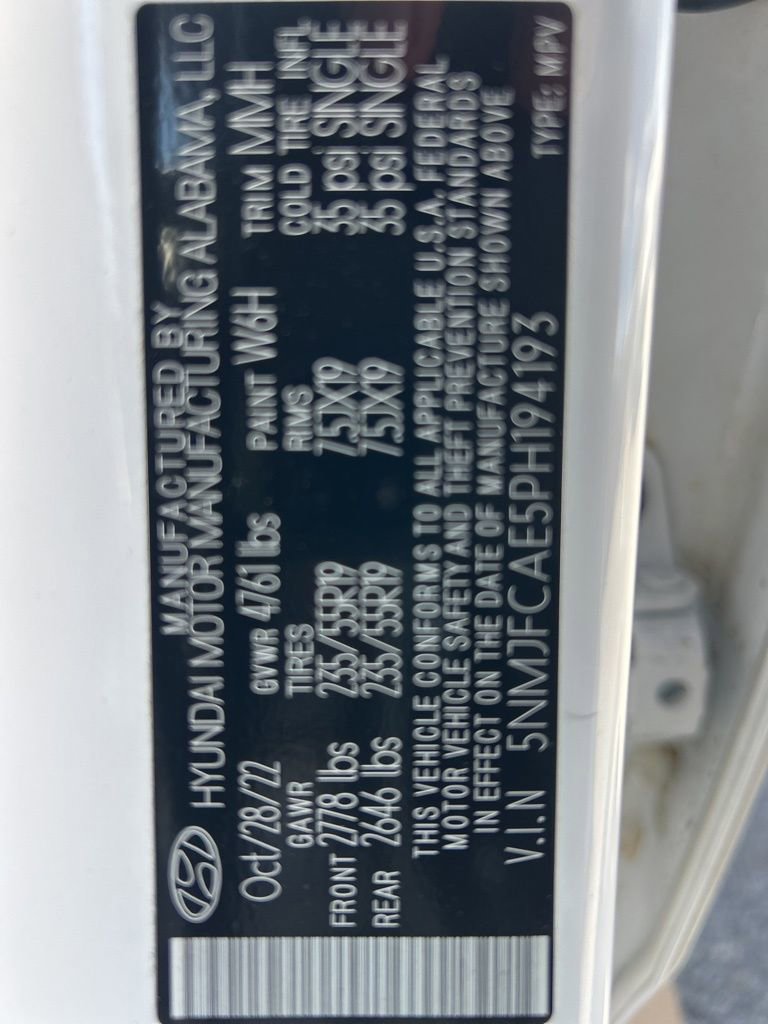 MANUFACTURED BY
HYUNDAI MOTOR MANUFACTURING ALABAMA, LLC
Oct/28/22 GVWR 4761 lbs PAINT W6H TRIM MMH
GAWR TIRES RIMS COLD TIRE INFL
FRONT 2778 lbs 235/55R19 7.5JX19 35 psi SINGLE
REAR 2646 lbs 235/55R19 7.5JX19 35 psi SINGLE
THIS VEHICLE CONFORMS TO ALL APPLICABLE U.S.A. FEDERAL
MOTOR VEHICLE SAFETY AND THEFT PREVENTION STANDARDS
IN EFFECT ON THE DATE OF MANUFACTURE SHOWN ABOVE
V.I.N 5NMJFCAE5PH194193 TYPE: MPV